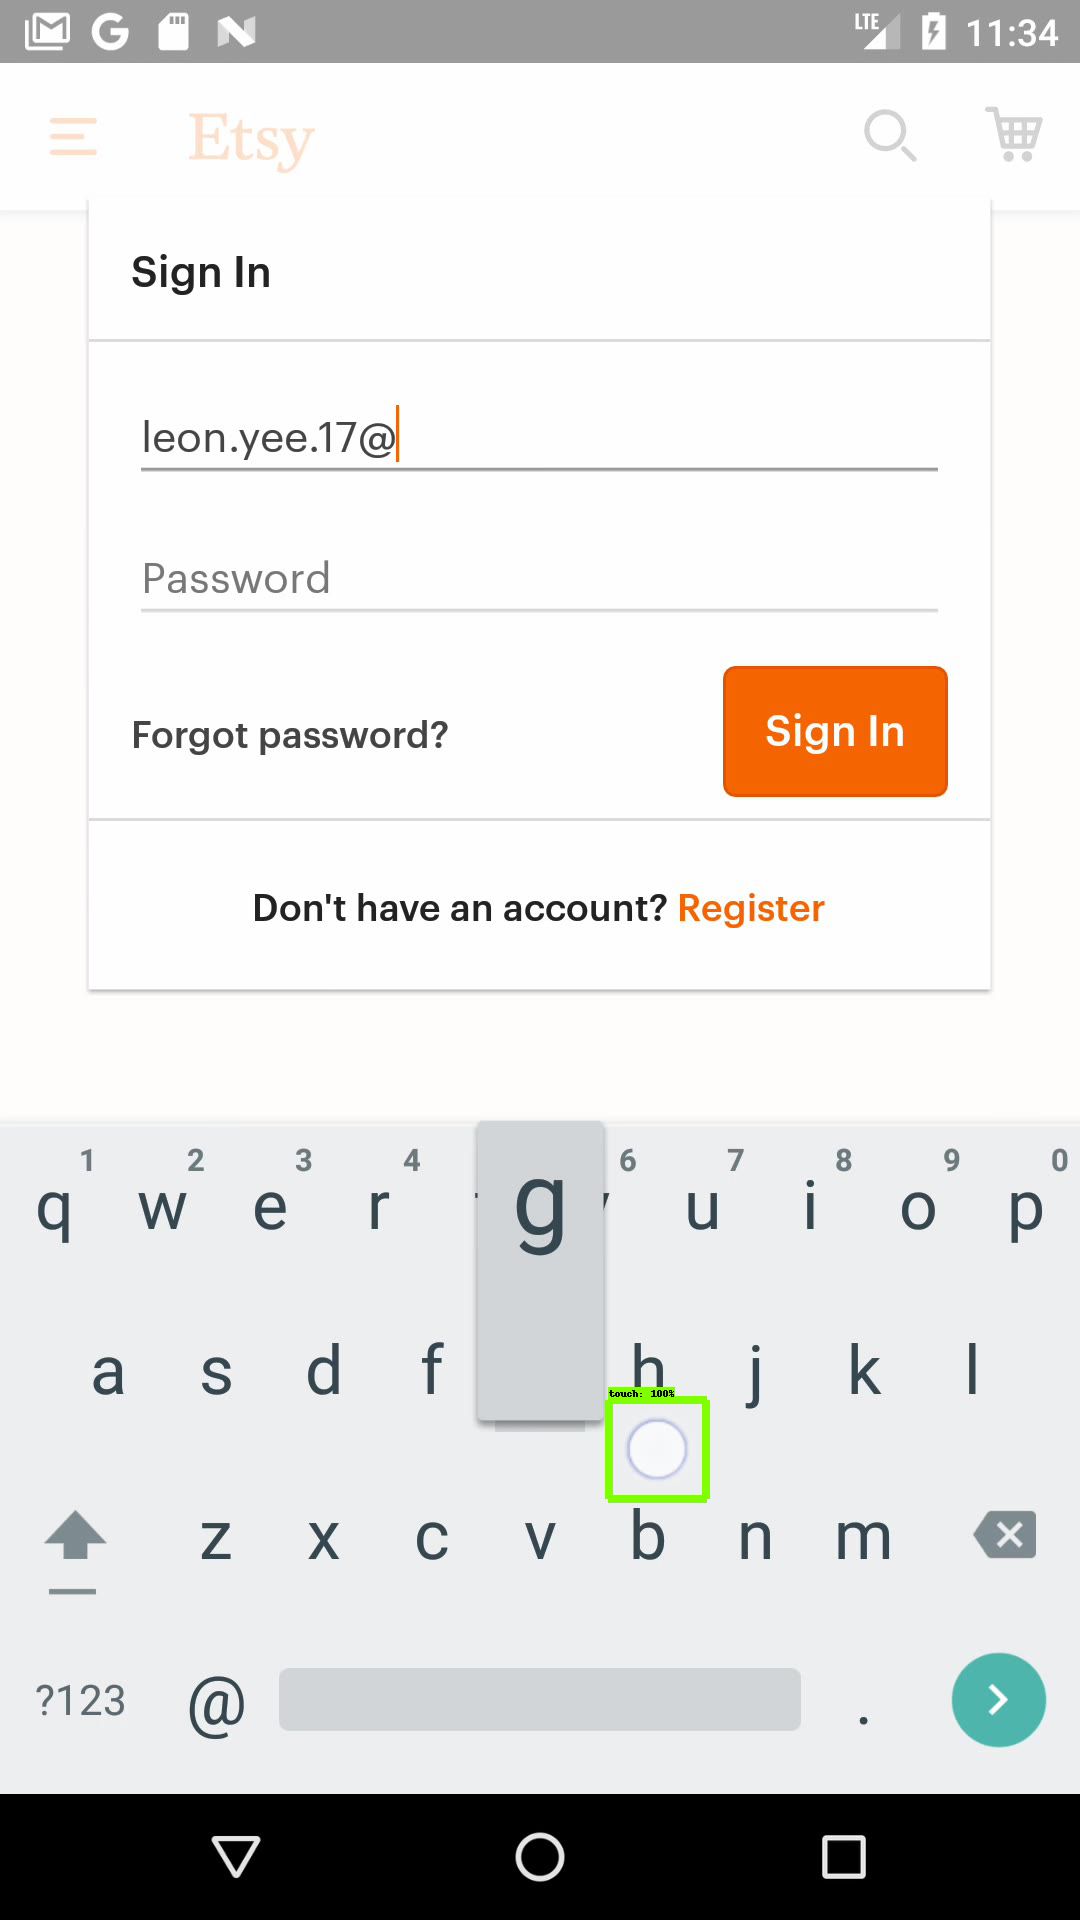 LTE 11:34
Etsy
Sign In
leon.yee.17@
Password
Forgot password? Sign In
Don't have an account? Register
1 2 3 4 6 7 8 9 0
q w e r g u i o p
a s d f h j k l
touch: 100%
z x c v b n m
?123 @ .